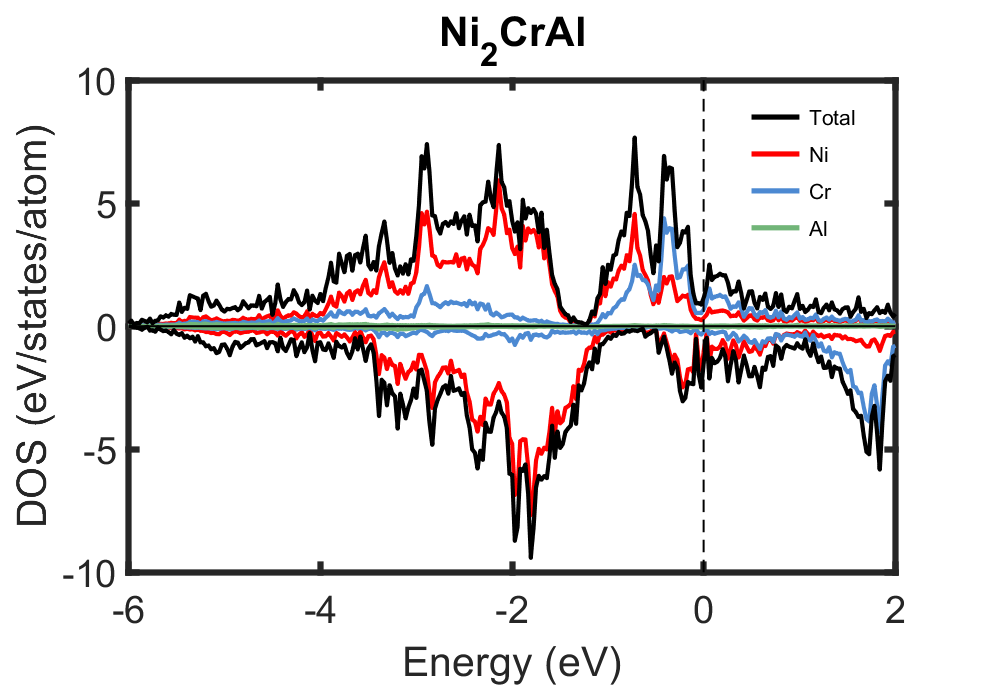 Ni2CrAl
10
5
0
-5
-10
DOS (eV/states/atom)
Total
Ni
Cr
Al
-6 -4 -2 0 2
Energy (eV)